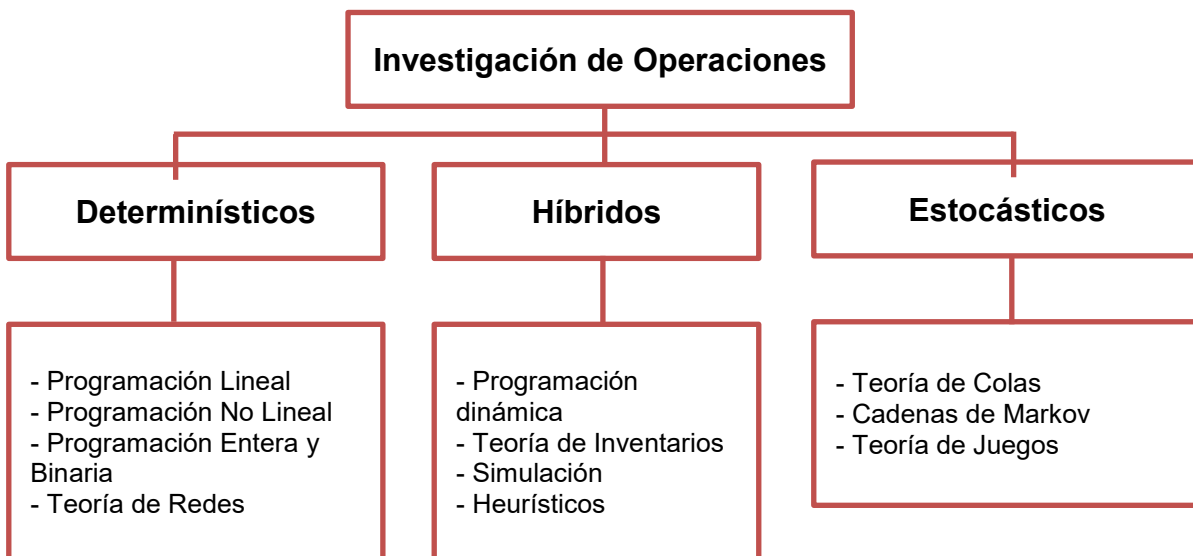 Investigación de Operaciones
Determinísticos
Híbridos
Estocásticos
- Programación Lineal
- Programación No Lineal
- Programación Entera y
Binaria
- Teoría de Redes
- Programación
dinámica
- Teoría de Inventarios
- Simulación
- Heurísticos
- Teoría de Colas
- Cadenas de Markov
- Teoría de Juegos